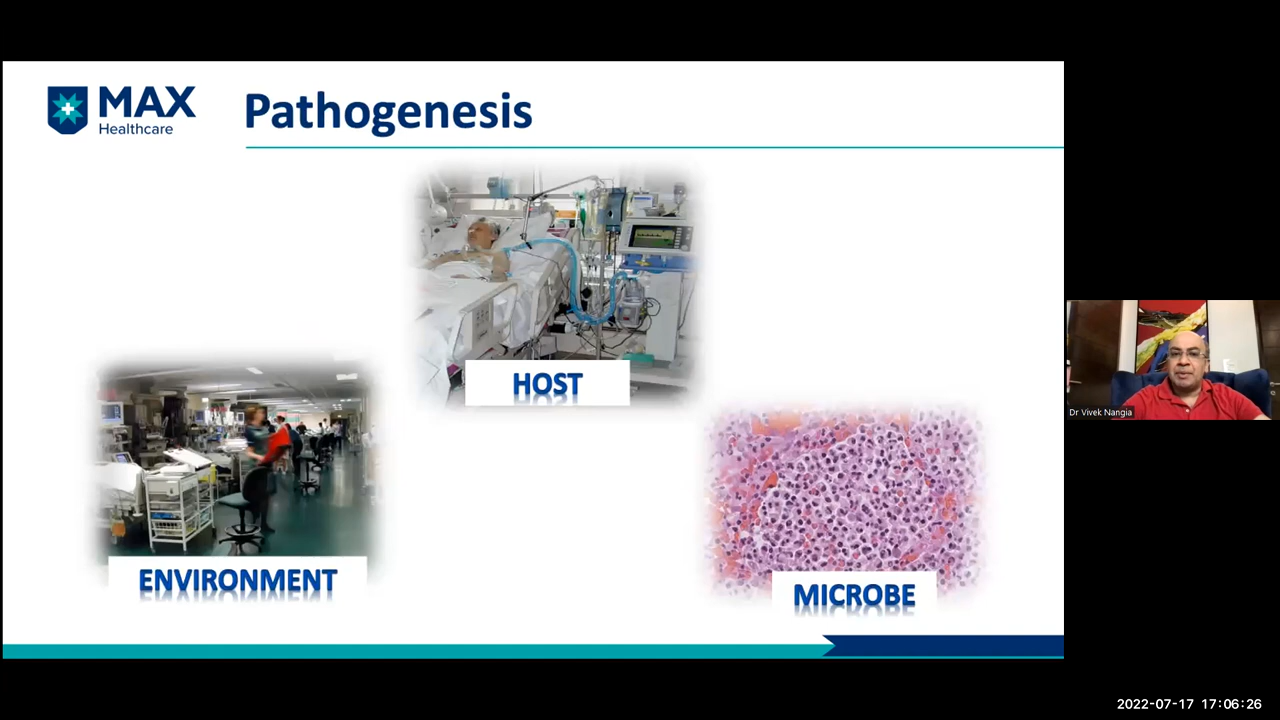 MAX
Healthcare
Pathogenesis
HOST
ENVIRONMENT
MICROBE
Dr Vivek Nangia
2022-07-17 17:06:26